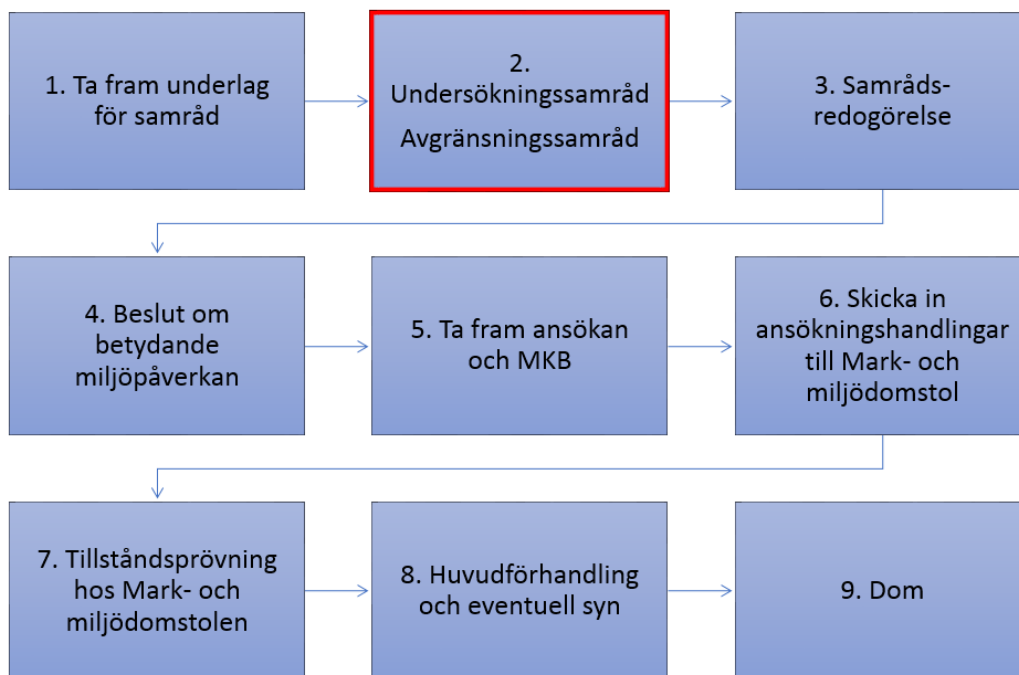 1. Ta fram underlag
för samråd
2.
Undersökningssamråd
Avgränsningssamråd
3. Samråds-
redogörelse
4. Beslut om
betydande
miljöpåverkan
5. Ta fram ansökan
och MKB
6. Skicka in
ansökningshandlingar
till Mark- och
miljödomstol
7. Tillståndsprövning
hos Mark- och
miljödomstolen
8. Huvudförhandling
och eventuell syn
9. Dom